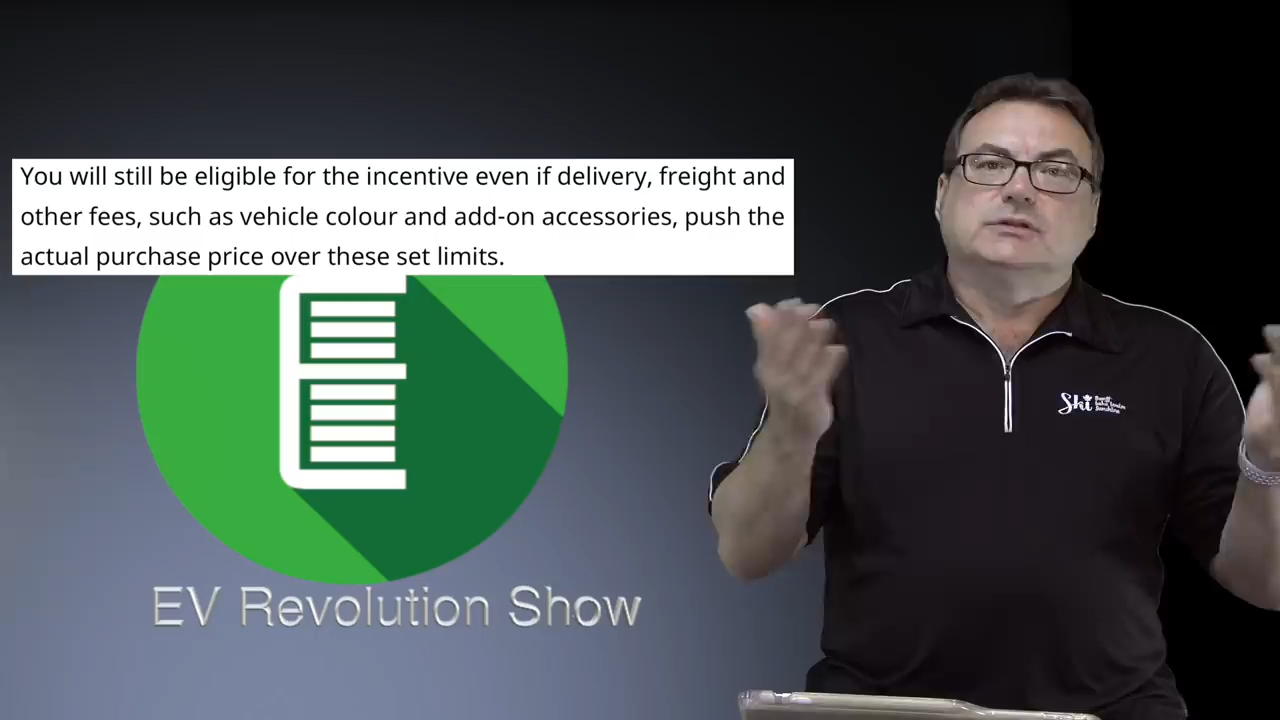 You will still be eligible for the incentive even if delivery, freight and
other fees, such as vehicle colour and add-on accessories, push the
actual purchase price over these set limits.
EV Revolution Show
Ski